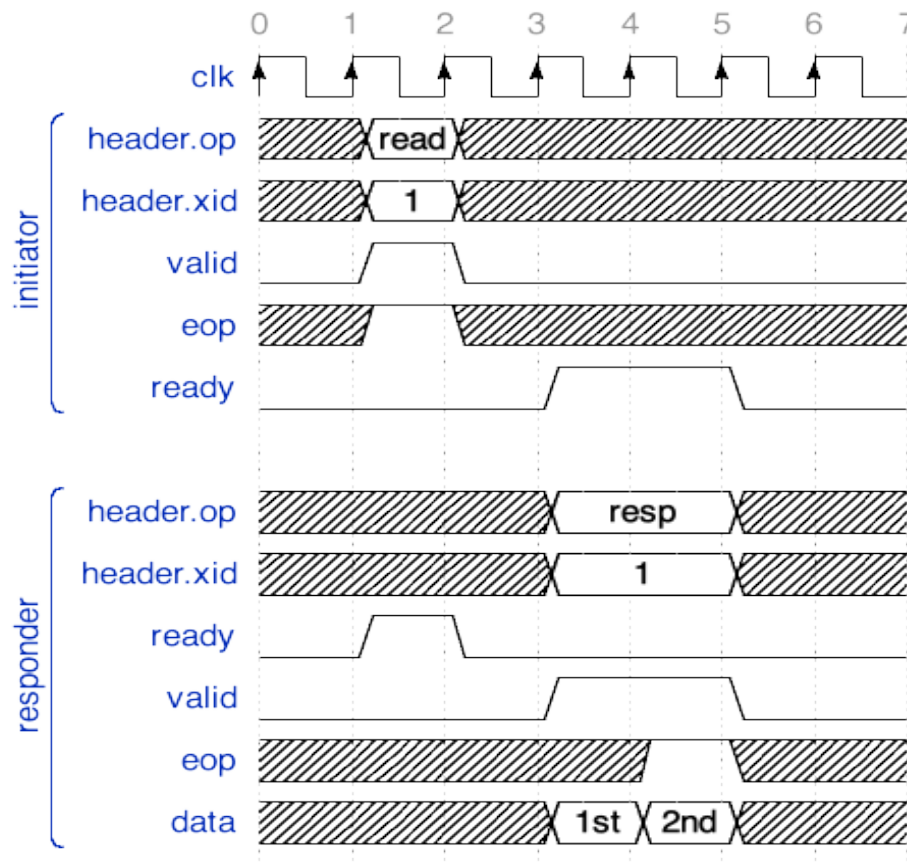 0 1 2 3 4 5 6 7
clk
initiator
header.op read
header.xid 1
valid
eop
ready
responder
header.op resp
header.xid 1
ready
valid
eop
data 1st 2nd